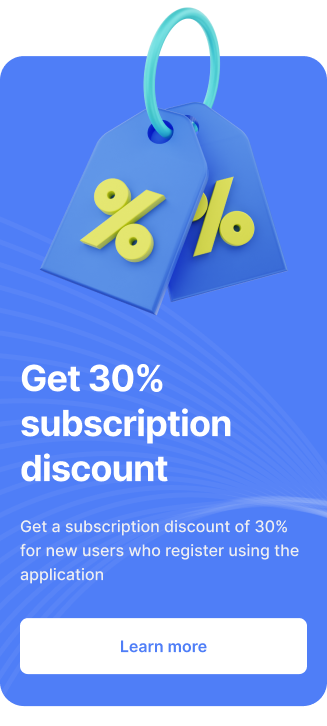 %
%
Get 30%
subscription
discount
Get a subscription discount of 30%
for new users who register using the
application
Learn more